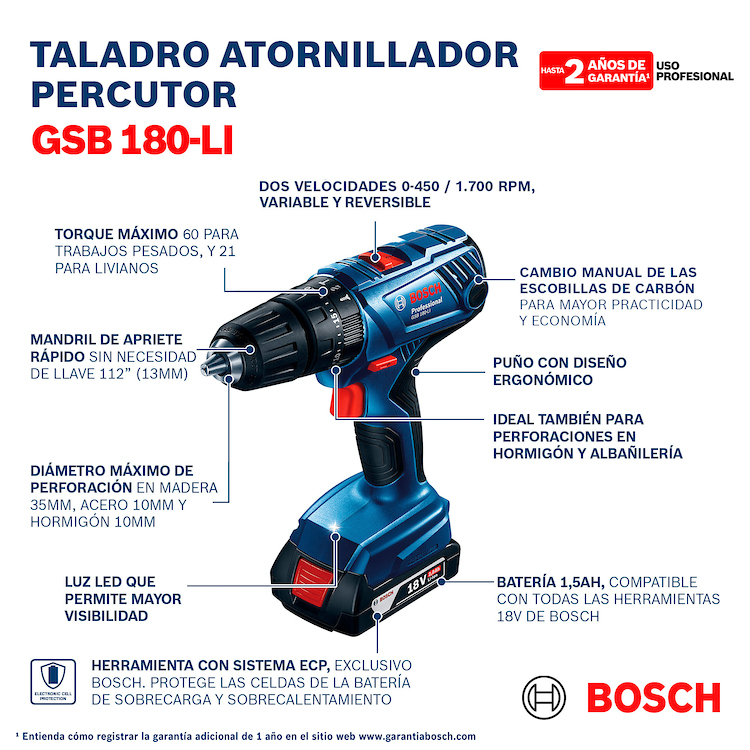 TALADRO ATORNILLADOR
PERCUTOR
GSB 180-LI
HASTA 2 AÑOS DE GARANTÍA¹
USO PROFESIONAL
DOS VELOCIDADES 0-450 / 1.700 RPM,
VARIABLE Y REVERSIBLE
TORQUE MÁXIMO 60 PARA
TRABAJOS PESADOS, Y 21
PARA LIVIANOS
CAMBIO MANUAL DE LAS
ESCOBILLAS DE CARBÓN
PARA MAYOR PRACTICIDAD
Y ECONOMÍA
BOSCH
Professional
GSB 180-LI
MANDRIL DE APRIETE
RÁPIDO SIN NECESIDAD
DE LLAVE 112” (13MM)
PUÑO CON DISEÑO
ERGONÓMICO
IDEAL TAMBIÉN PARA
PERFORACIONES EN
HORMIGÓN Y ALBAÑILERÍA
DIÁMETRO MÁXIMO DE
PERFORACIÓN EN MADERA
35MM, ACERO 10MM Y
HORMIGÓN 10MM
LUZ LED QUE
PERMITE MAYOR
VISIBILIDAD
BOSCH
18V
BATERÍA 1,5AH, COMPATIBLE
CON TODAS LAS HERRAMIENTAS
18V DE BOSCH
ELECTRONIC CELL
PROTECTION
HERRAMIENTA CON SISTEMA ECP, EXCLUSIVO
BOSCH. PROTEGE LAS CELDAS DE LA BATERÍA
DE SOBRECARGA Y SOBRECALENTAMIENTO
BOSCH
¹ Entienda cómo registrar la garantía adicional de 1 año en el sitio web www.garantiabosch.com